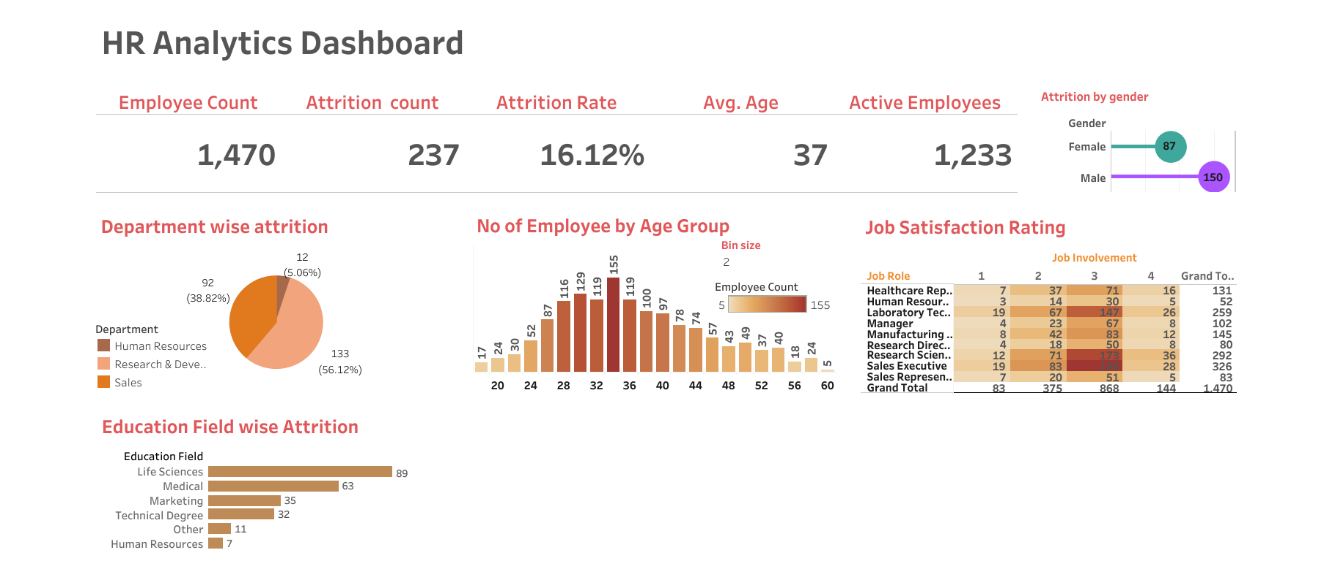 HR Analytics Dashboard
Employee Count Attrition count Attrition Rate Avg. Age Active Employees
1,470 237 16.12% 37 1,233
Attrition by gender
Gender
Female 87
Male 150
Department wise attrition
12
(5.06%)
92
(38.82%)
133
(56.12%)
Department
Human Resources
Research & Deve..
Sales
No of Employee by Age Group
Bin size
2
Employee Count
5 155
17 24 30 52 87 116 129 119 155 119 100 97 78 74 57 43 49 37 40 18 24 5
20 24 28 32 36 40 44 48 52 56 60
Job Satisfaction Rating
Job Involvement
Job Role 1 2 3 4 Grand To..
Healthcare Rep.. 7 37 71 16 131
Human Resour.. 3 14 30 5 52
Laboratory Tec.. 19 67 147 26 259
Manager 4 23 67 8 102
Manufacturing .. 8 42 83 12 145
Research Direc.. 4 18 50 8 80
Research Scien.. 12 71 173 36 292
Sales Executive 19 83 28 326
Sales Represen.. 7 20 51 5 83
Grand Total 83 375 868 144 1,470
Education Field wise Attrition
Education Field
Life Sciences 89
Medical 63
Marketing 35
Technical Degree 32
Other 11
Human Resources 7